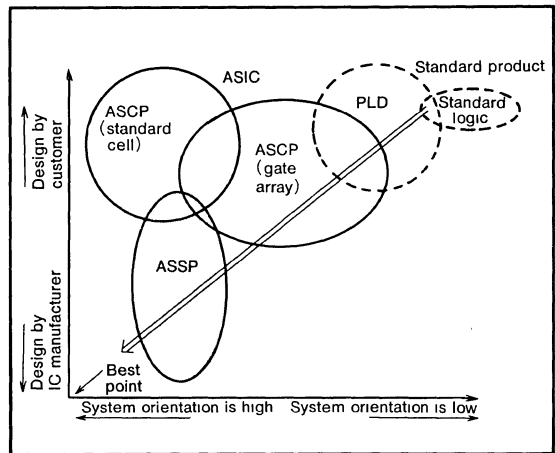 Standard product
ASIC
ASCP
(standard
cell)
PLD
Standard
logic
ASCP
(gate
array)
ASSP
Design by
customer
Design by
IC manufacturer
Best
point
System orientation is high
System orientation is low